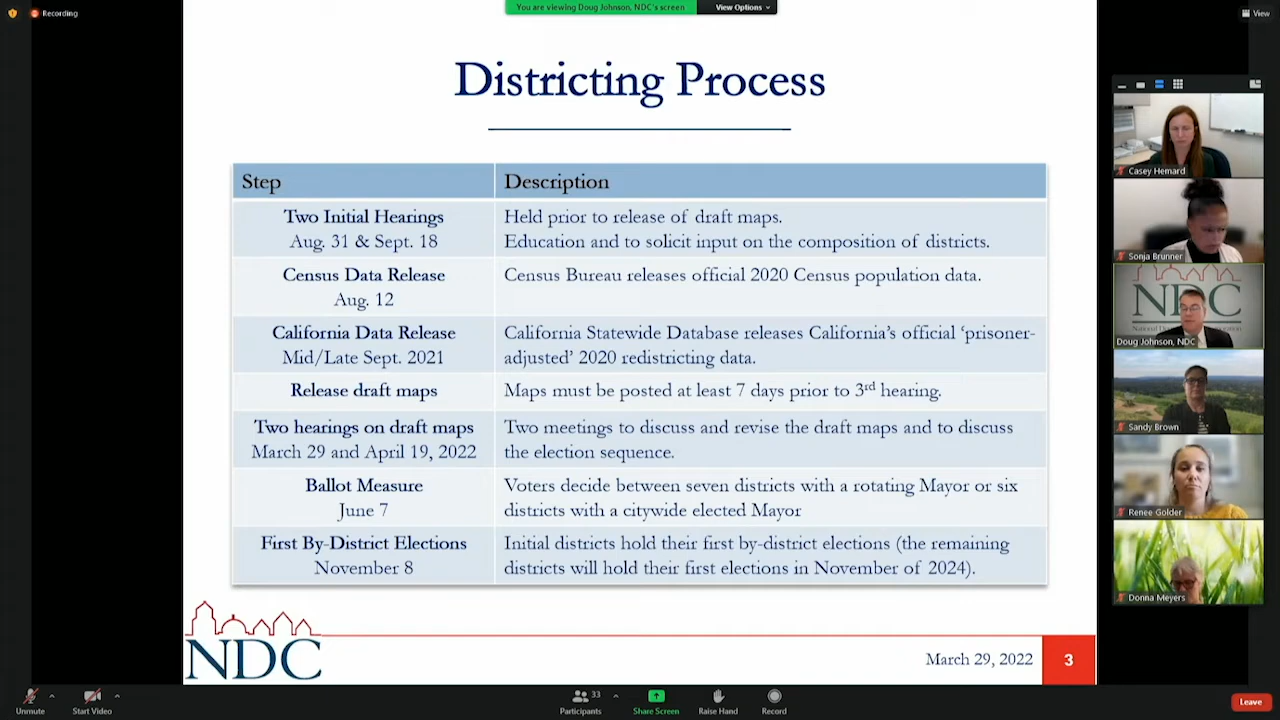 Recording
You are viewing Doug Johnson, NDC's screen
View Options
View
Districting Process
Step
Description
Two Initial Hearings
Aug. 31 & Sept. 18
Held prior to release of draft maps.
Education and to solicit input on the composition of districts.
Census Data Release
Aug. 12
Census Bureau releases official 2020 Census population data.
California Data Release
Mid/Late Sept. 2021
California Statewide Database releases California's official 'prisoner-
adjusted' 2020 redistricting data.
Release draft maps
Maps must be posted at least 7 days prior to 3rd hearing.
Two hearings on draft maps
March 29 and April 19, 2022
Two meetings to discuss and revise the draft maps and to discuss
the election sequence.
Ballot Measure
June 7
Voters decide between seven districts with a rotating Mayor or six
districts with a citywide elected Mayor
First By-District Elections
November 8
Initial districts hold their first by-district elections (the remaining
districts will hold their first elections in November of 2024).
NDC
March 29, 2022
3
Casey Hemard
Sonja Brunner
NDC
Doug Johnson, NDC
Sandy Brown
Renee Golder
Donna Meyers
Unmute
Start Video
33
Participants
Share Screen
Raise Hand
Record
Leave